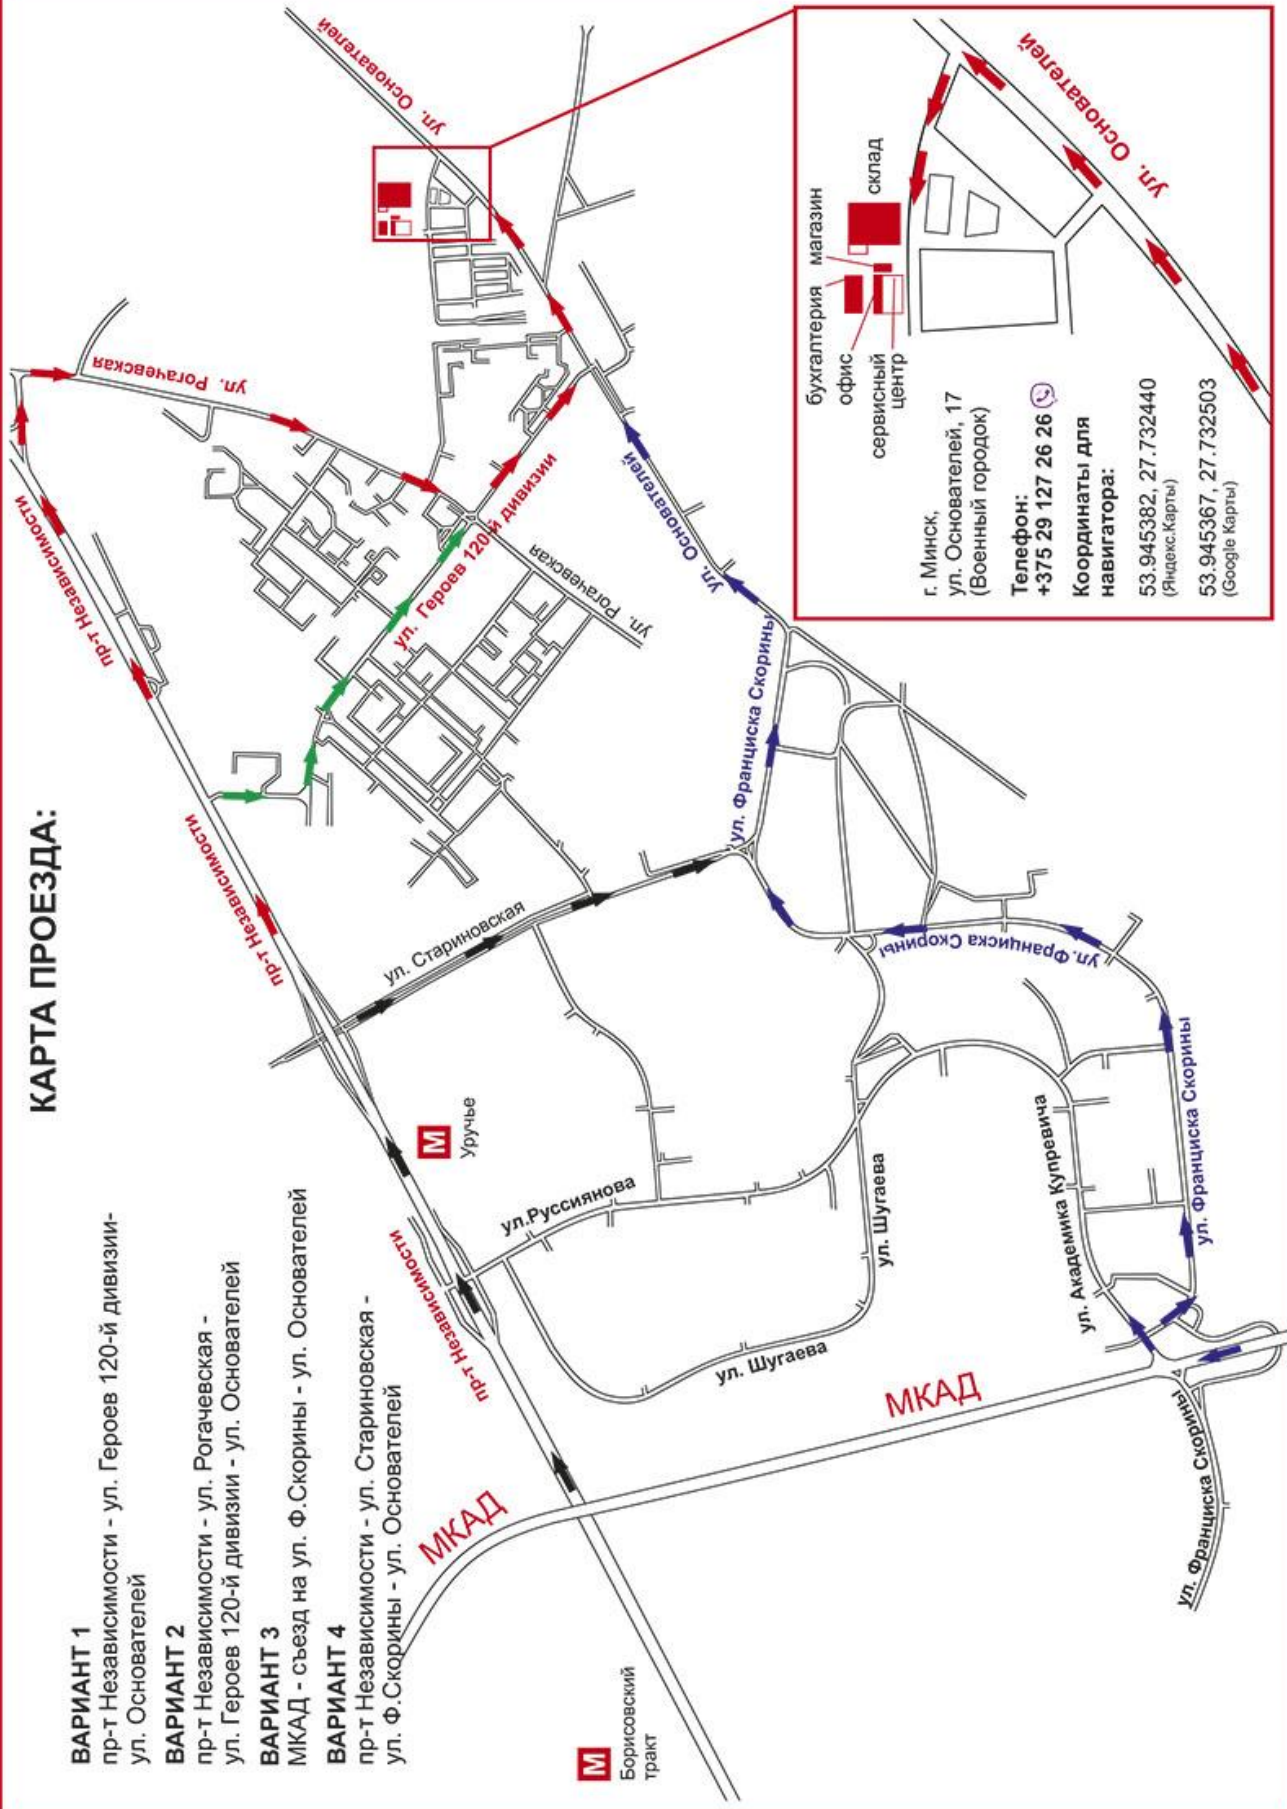 КАРТА ПРОЕЗДА:
ВАРИАНТ 1
пр-т Независимости - ул. Героев 120-й дивизии-
ул. Основателей
ВАРИАНТ 2
пр-т Независимости - ул. Рогачевская -
ул. Героев 120-й дивизии - ул. Основателей
ВАРИАНТ 3
МКАД - съезд на ул. Ф.Скорины - ул. Основателей
ВАРИАНТ 4
пр-т Независимости - ул. Стариновская -
ул. Ф.Скорины - ул. Основателей
М
Борисовский
тракт
МКАД
МКАД
пр-т Независимости
М
Уручье
пр-т Независимости
пр-т Независимости
пр-т Независимости
ул. Рогачевская
ул. Героев 120-й дивизии
ул. Рогачевская
ул. Основателей
ул. Стариновская
ул.Руссиянова
ул. Шугаева
ул. Шугаева
ул. Франциска Скорины
ул. Основателей
ул.Франциска Скорины
ул. Академика Купревича
ул. Франциска Скорины
ул. Франциска Скорины
бухгалтерия
магазин
офис
склад
сервисный
центр
ул. Основателей
г. Минск,
ул. Основателей, 17
(Военный городок)
Телефон:
+375 29 127 26 26
Координаты для
навигатора:
53.945382, 27.732440
(Яндекс.Карты)
53.945367, 27.732503
(Google Карты)